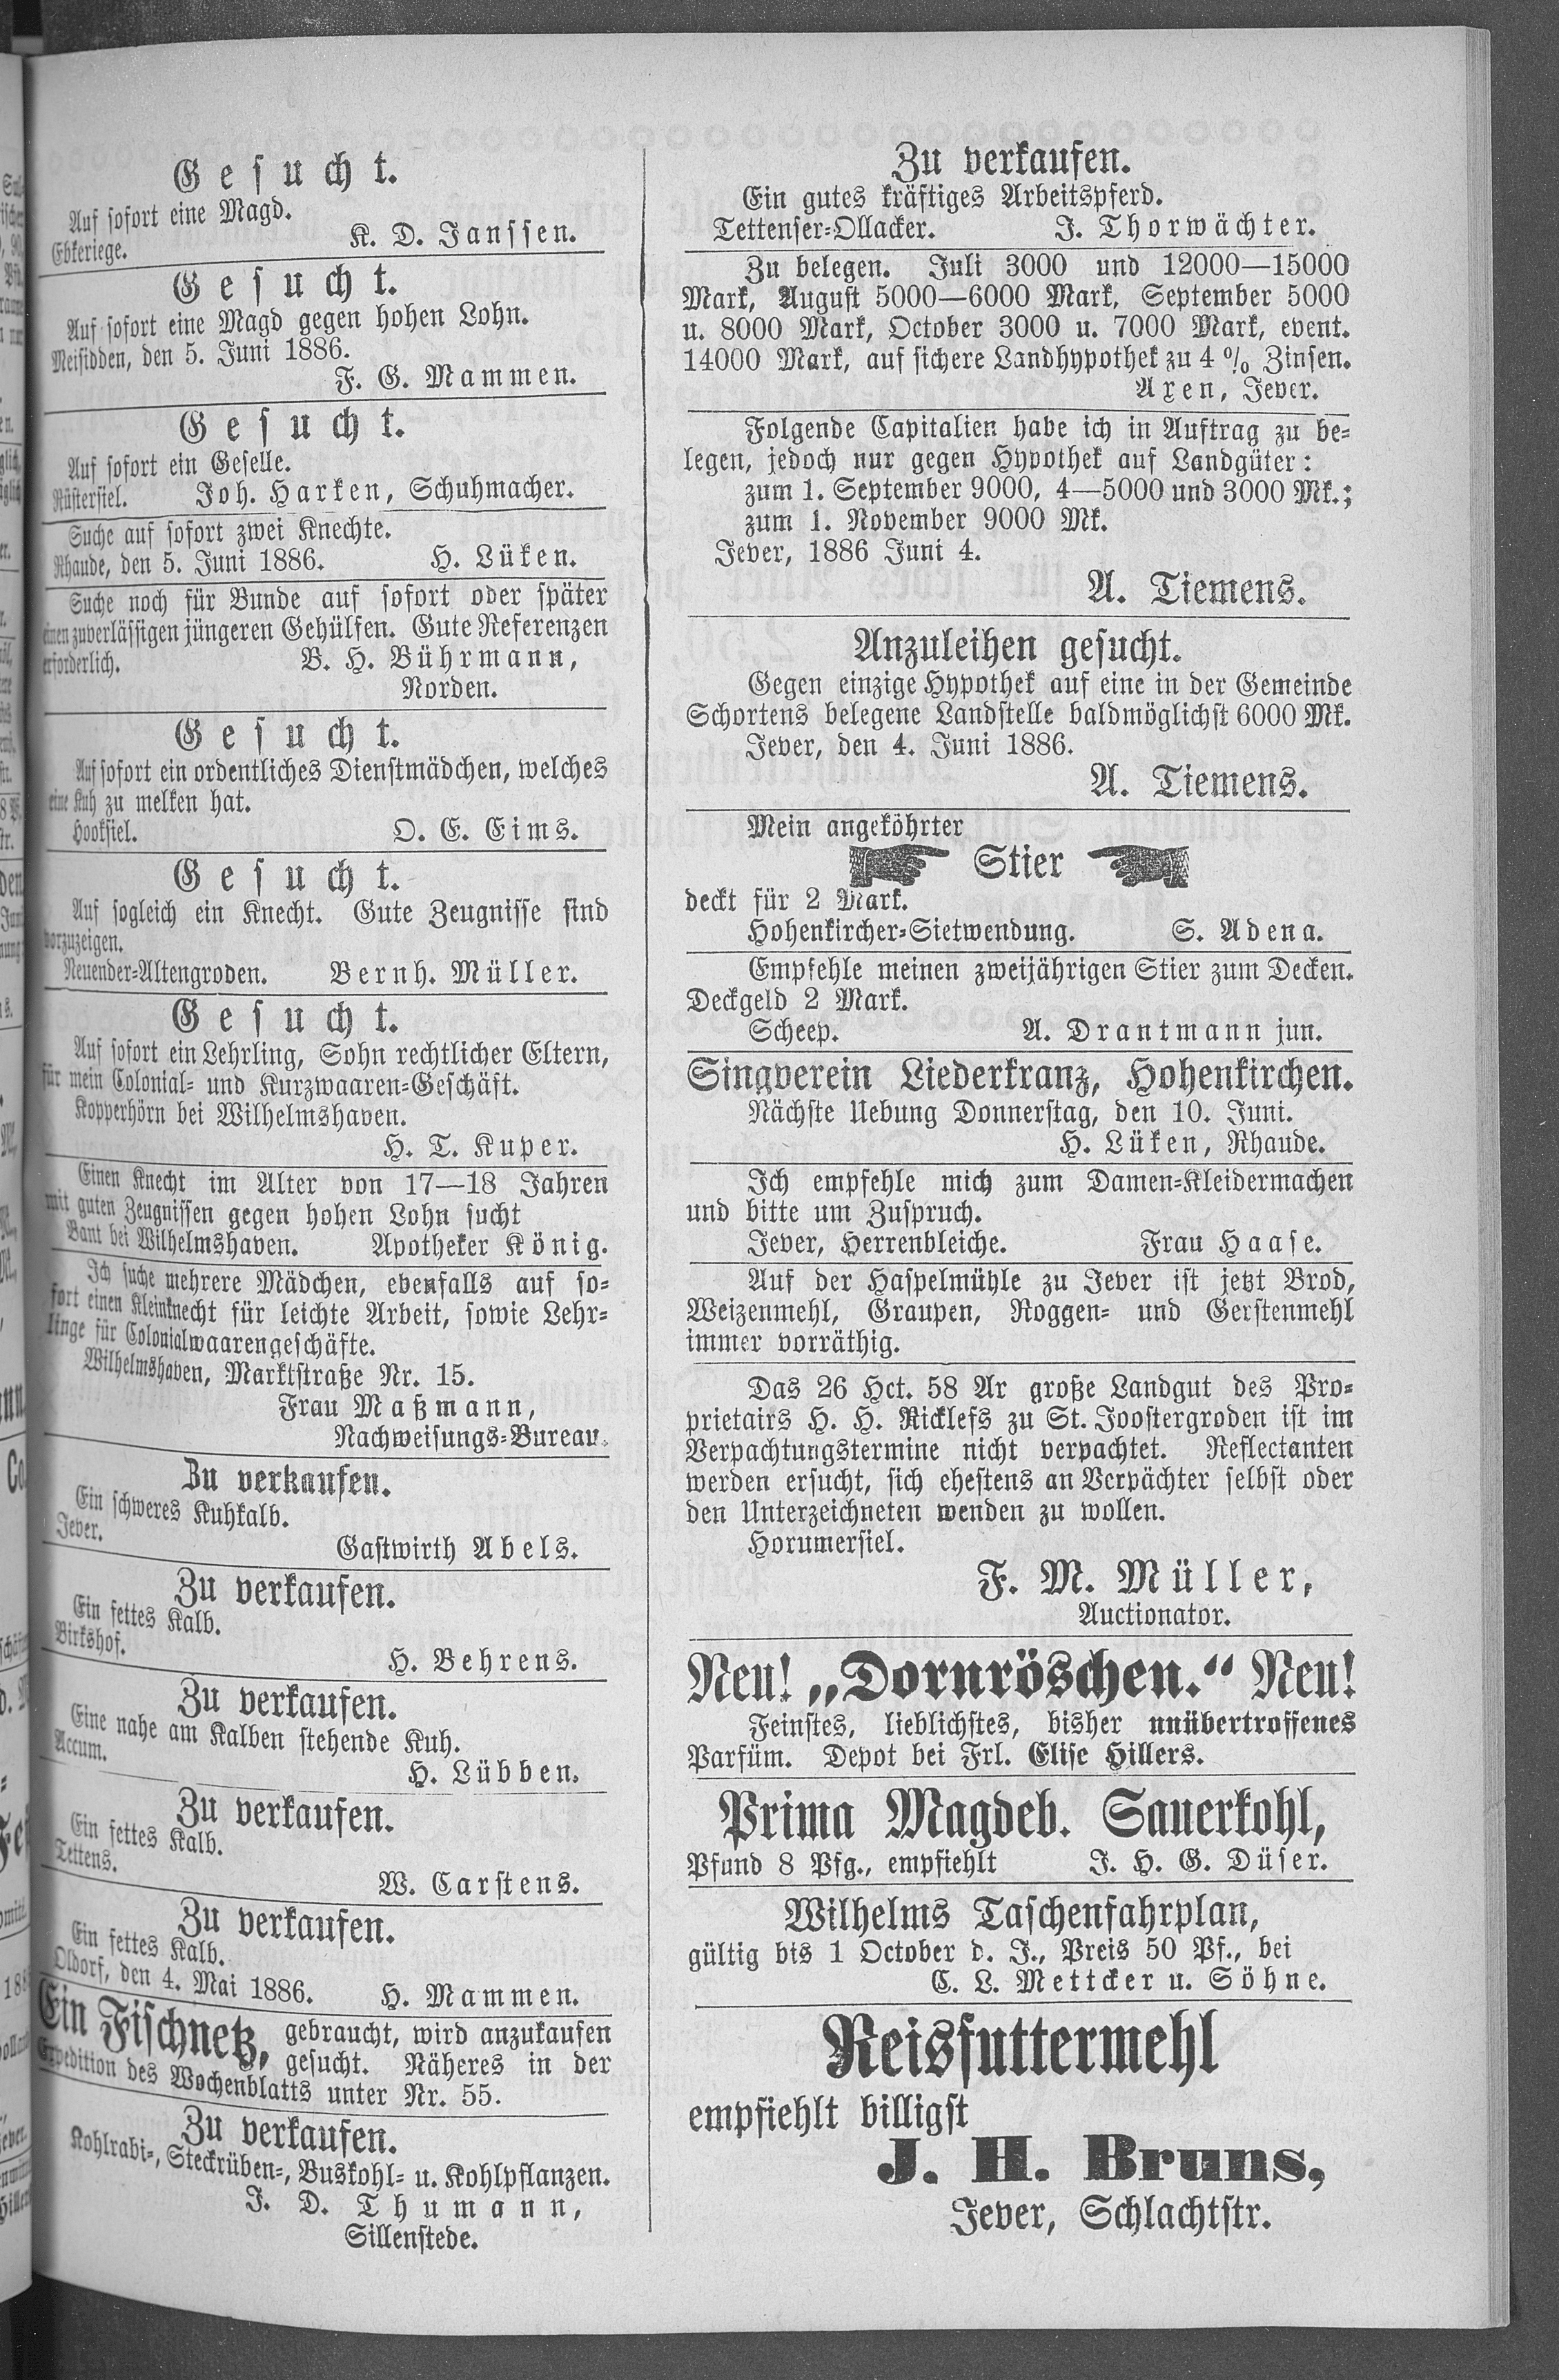 Gesucht.
Auf sofort eine Magd.
Ebkeriege. K. D. Janssen.
Gesucht.
Auf sofort eine Magd gegen hohen Lohn.
Meisidden, den 5. Juni 1886.
F. G. Mammen.
Gesucht.
Auf sofort ein Geselle.
Rüstersiel. Joh. Harken, Schuhmacher.
Suche auf sofort zwei Knechte.
Rhaude, den 5. Juni 1886. H. Lüken.
Suche noch für Bunde auf sofort oder später
einen zuverlässigen jüngeren Gehülfen. Gute Referenzen
erforderlich. B. H. Bührmann,
Norden.
Gesucht.
Auf sofort ein ordentliches Dienstmädchen, welches
eine Kuh zu melken hat.
Hooksiel. O. E. Eims.
Gesucht.
Auf sogleich ein Knecht. Gute Zeugnisse sind
vorzuzeigen.
Neuender-Altengroden. Bernh. Müller.
Gesucht.
Auf sofort ein Lehrling, Sohn rechtlicher Eltern,
für mein Colonial- und Kurzwaaren-Geschäft.
Kopperhörn bei Wilhelmshaven.
H. T. Kuper.
Einen Knecht im Alter von 17—18 Jahren
mit guten Zeugnissen gegen hohen Lohn sucht
Bant bei Wilhelmshaven. Apotheker König.
Ich suche mehrere Mädchen, ebenfalls auf so-
fort einen Kleinknecht für leichte Arbeit, sowie Lehr-
linge für Colonialwaarengeschäfte.
Wilhelmshaven, Marktstraße Nr. 15.
Frau Maßmann,
Nachweisungs-Bureau.
Zu verkaufen.
Ein schweres Kuhkalb.
Jever.
Gastwirth Abels.
Zu verkaufen.
Ein fettes Kalb.
Birkshof.
H. Behrens.
Zu verkaufen.
Eine nahe am Kalben stehende Kuh.
Accum.
H. Lübben.
Zu verkaufen.
Ein fettes Kalb.
Tettens.
W. Carstens.
Zu verkaufen.
Ein fettes Kalb.
Oldorf, den 4. Mai 1886. H. Mammen.
Ein Fischnetz, gebraucht, wird anzukaufen
gesucht. Näheres in der
Expedition des Wochenblatts unter Nr. 55.
Zu verkaufen.
Kohlrabi-, Steckrüben-, Buskohl- u. Kohlpflanzen.
J. D. Thumann,
Sillenstede.
Zu verkaufen.
Ein gutes kräftiges Arbeitspferd.
Tettenser-Ollacker. J. Thorwächter.
Zu belegen. Juli 3000 und 12000—15000
Mark, August 5000—6000 Mark, September 5000
u. 8000 Mark, October 3000 u. 7000 Mark, event.
14000 Mark, auf sichere Landhypothek zu 4 % Zinsen.
Axen, Jever.
Folgende Capitalien habe ich in Auftrag zu be-
legen, jedoch nur gegen Hypothek auf Landgüter:
zum 1. September 9000, 4—5000 und 3000 Mk.;
zum 1. November 9000 Mk.
Jever, 1886 Juni 4.
A. Tiemens.
Anzuleihen gesucht.
Gegen einzige Hypothek auf eine in der Gemeinde
Schortens belegene Landstelle baldmöglichst 6000 Mk.
Jever, den 4. Juni 1886.
A. Tiemens.
Mein angeköhrter
Stier
deckt für 2 Mark.
Hohenkircher-Sietwendung. S. Adena.
Empfehle meinen zweijährigen Stier zum Decken.
Deckgeld 2 Mark.
Scheep. A. Drantmann jun.
Singverein Liederkranz, Hohenkirchen.
Nächste Uebung Donnerstag, den 10. Juni.
H. Lüken, Rhaude.
Ich empfehle mich zum Damen-Kleidermachen
und bitte um Zuspruch.
Jever, Herrenbleiche. Frau Haase.
Auf der Haspelmühle zu Jever ist jetzt Brod,
Weizenmehl, Graupen, Roggen- und Gerstenmehl
immer vorräthig.
Das 26 Hct. 58 Ar große Landgut des Pro-
prietairs H. H. Ricklefs zu St. Joostergroden ist im
Verpachtungstermine nicht verpachtet. Reflectanten
werden ersucht, sich ehestens an Verpächter selbst oder
den Unterzeichneten wenden zu wollen.
Horumersiel.
F. M. Müller,
Auctionator.
Neu! „Dornröschen.“ Neu!
Feinstes, lieblichstes, bisher unübertroffenes
Parfüm. Depot bei Frl. Elise Hillers.
Prima Magdeb. Sauerkohl,
Pfund 8 Pfg., empfiehlt J. H. G. Düser.
Wilhelms Taschenfahrplan,
gültig bis 1 October d. J., Preis 50 Pf., bei
C. L. Mettcker u. Söhne.
Reisfuttermehl
empfiehlt billigst
J. H. Bruns,
Jever, Schlachtstr.